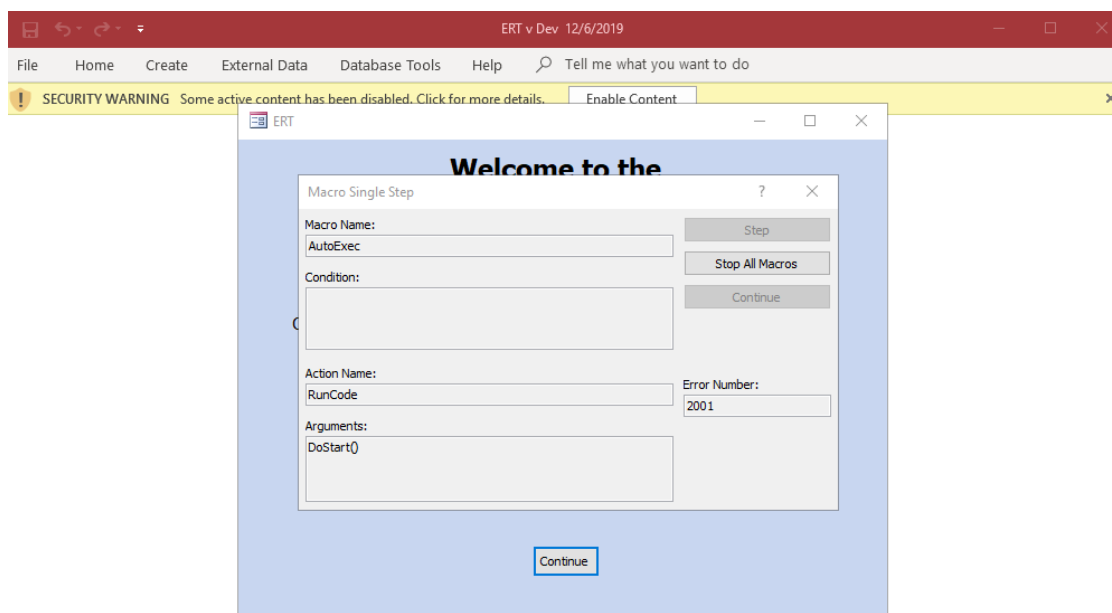 ERT v Dev 12/6/2019
File Home Create External Data Database Tools Help Tell me what you want to do
SECURITY WARNING Some active content has been disabled. Click for more details. Enable Content
ERT
Welcome to the
Macro Single Step
Macro Name:
AutoExec
Step
Stop All Macros
Condition:
Continue
Action Name:
RunCode
Error Number:
2001
Arguments:
DoStart()
Continue